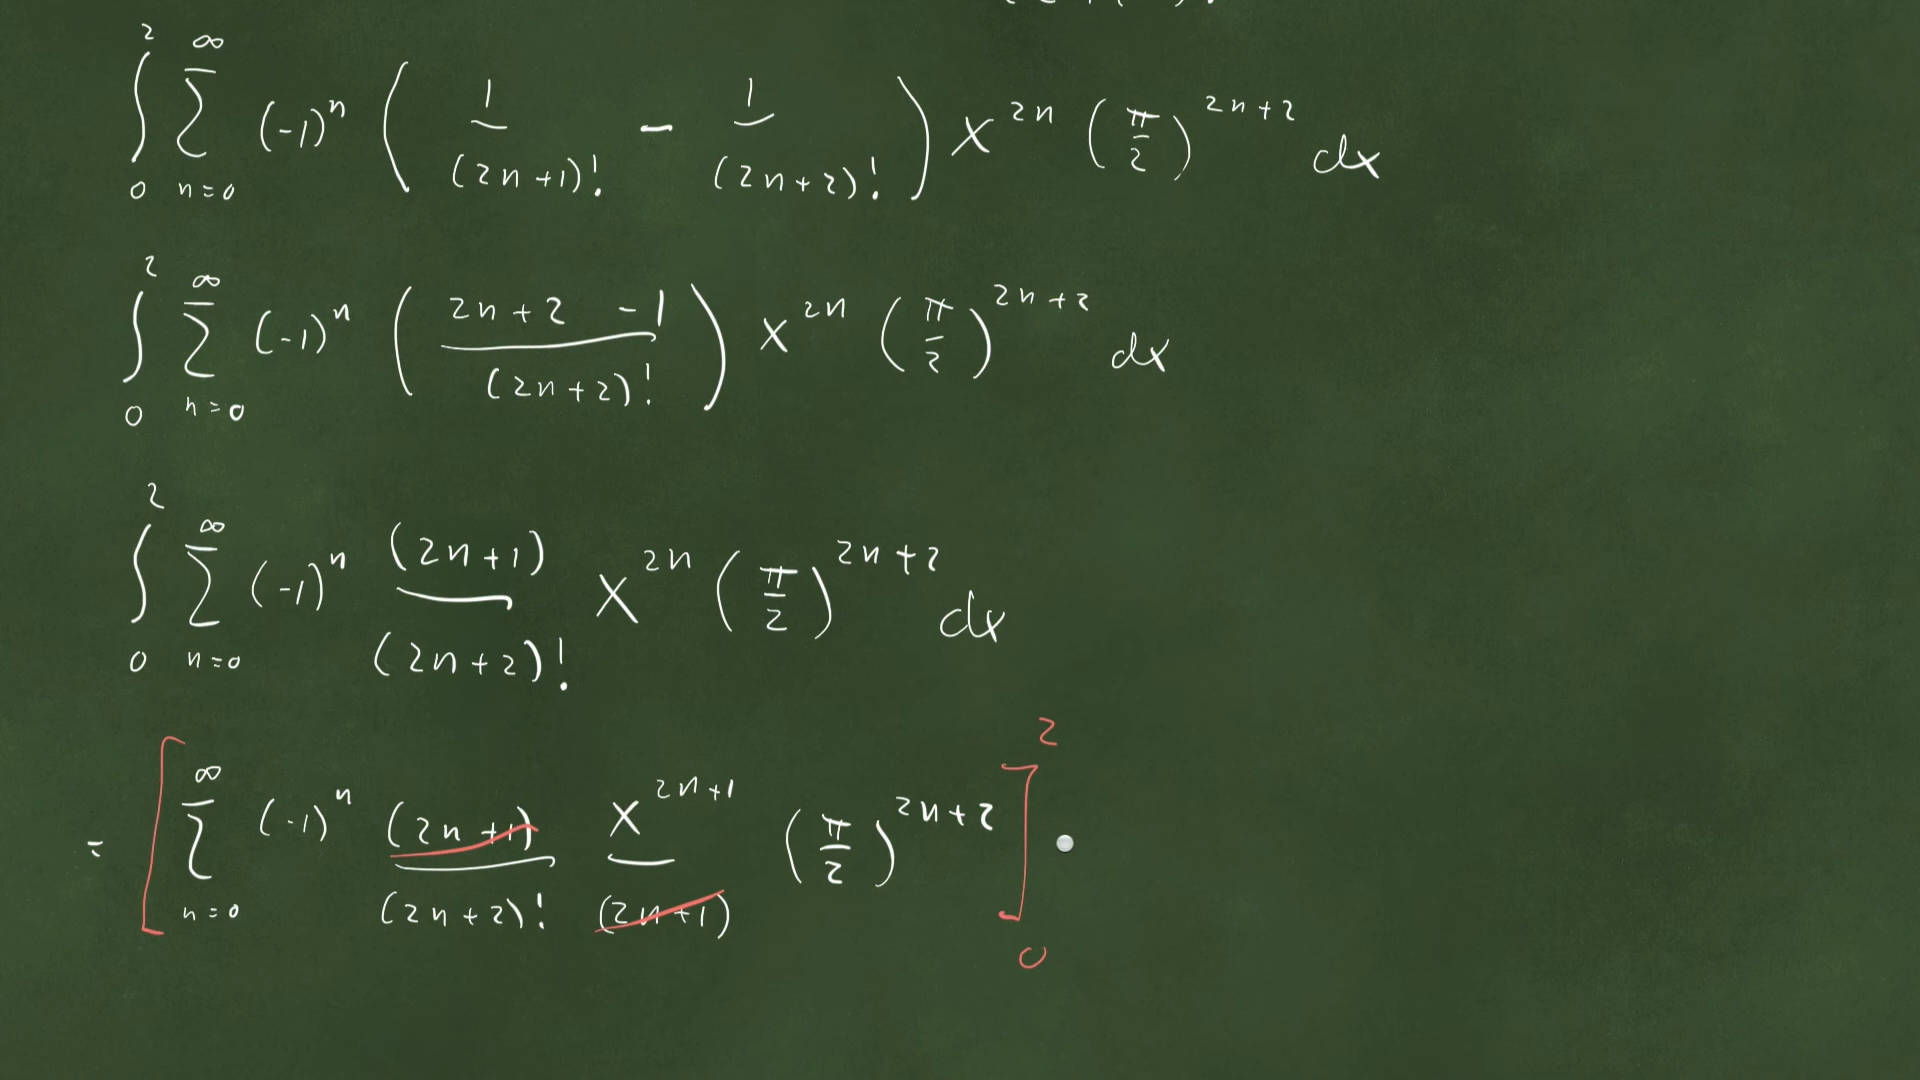 ∫₀² ∑_{n=0}^{∞} (-1)^n ( 1/(2n+1)! - 1/(2n+2)! ) x^{2n} (π/2)^{2n+2} dx
∫₀² ∑_{n=0}^{∞} (-1)^n ( (2n+2 -1)/(2n+2)! ) x^{2n} (π/2)^{2n+2} dx
∫₀² ∑_{n=0}^{∞} (-1)^n (2n+1)/(2n+2)! x^{2n} (π/2)^{2n+2} dx
= [ ∑_{n=0}^{∞} (-1)^n (2n+1)/(2n+2)! x^{2n+1}/(2n+1) (π/2)^{2n+2} ]₀²